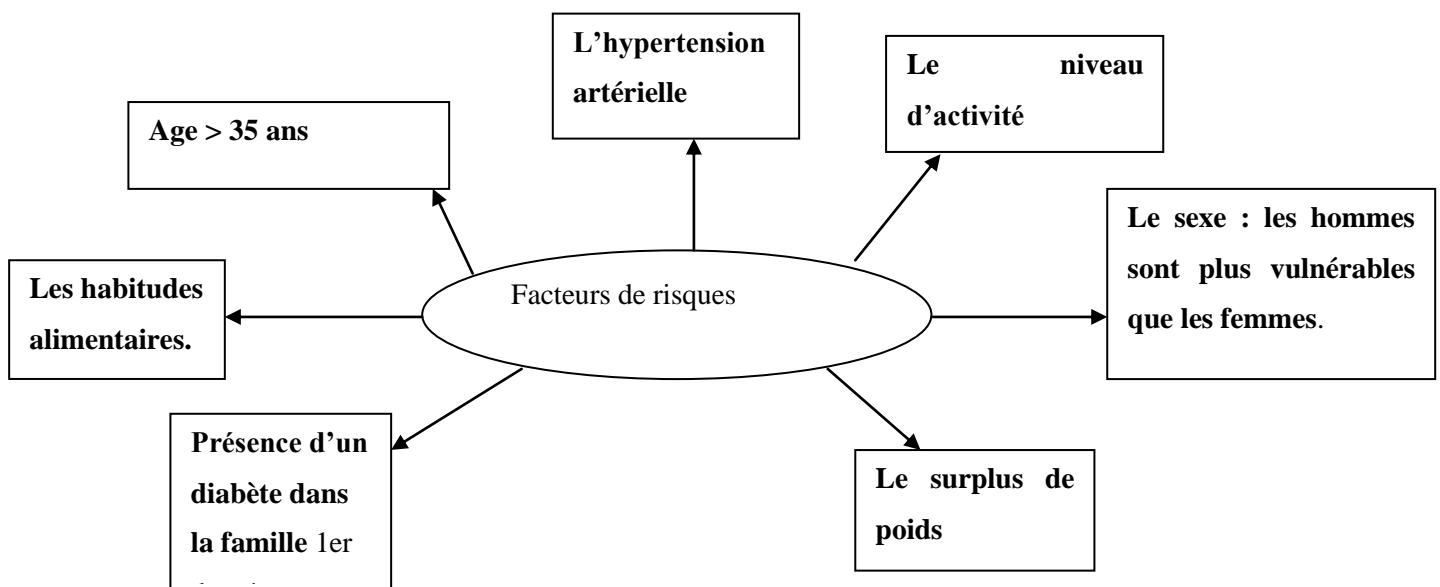 L’hypertension
artérielle
Le niveau
d’activité
Age > 35 ans
Le sexe : les hommes
sont plus vulnérables
que les femmes.
Les habitudes
alimentaires.
Facteurs de risques
Présence d’un
diabète dans
la famille 1er
Le surplus de
poids